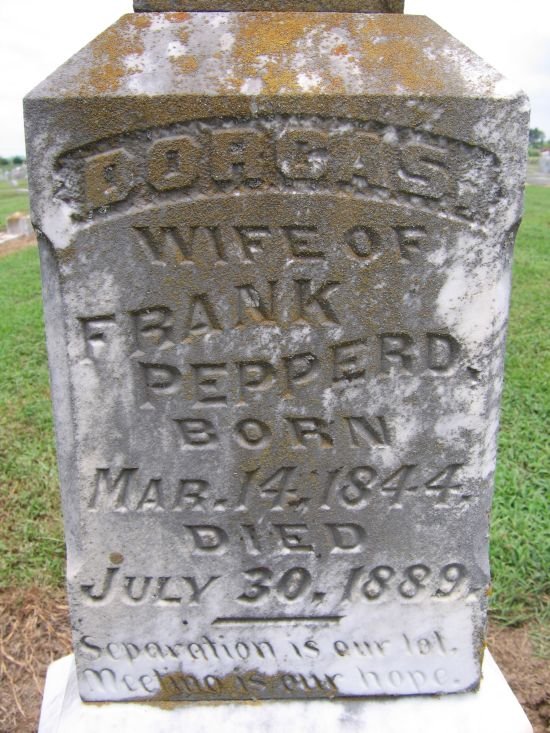 DORCAS.
WIFE OF
FRANK
PEPPERD,
BORN
MAR. 14. 1844.
DIED
JULY 30. 1889.
Separation is our lot.
Meeting is our hope.